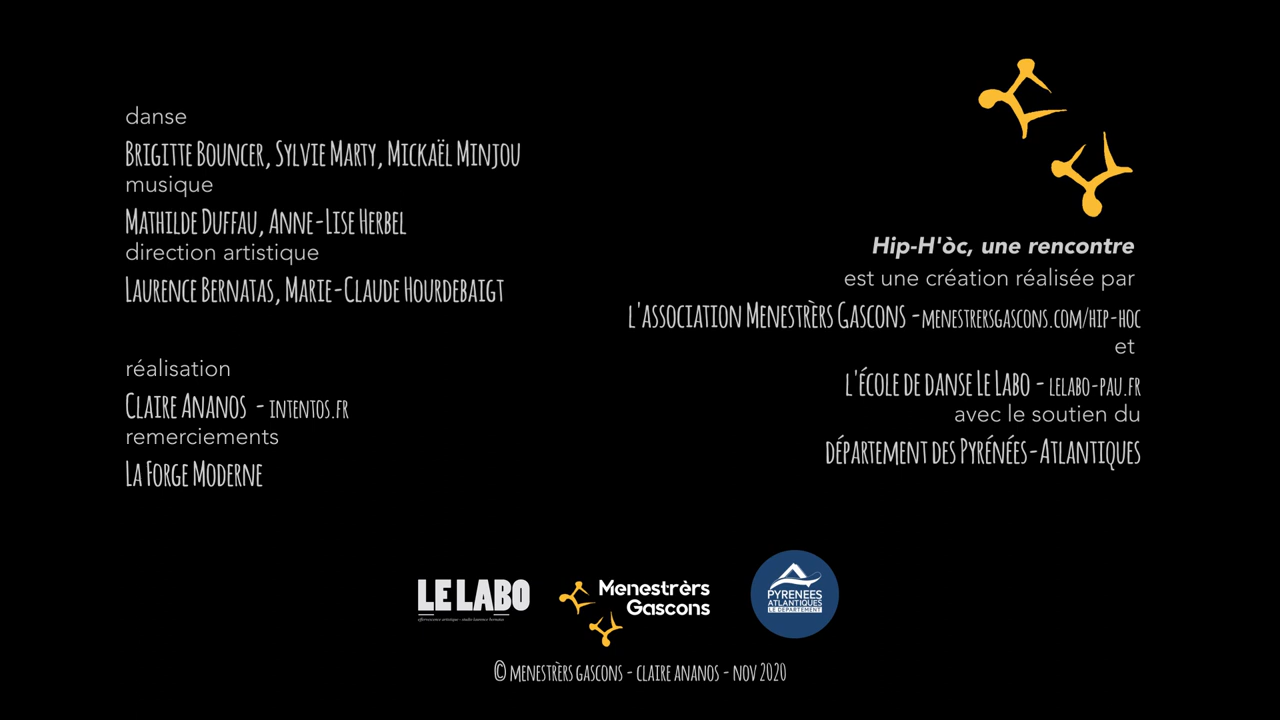 danse
BRIGITTE BOUNCER, SYLVIE MARTY, MICKAËL MINJOU
musique
MATHILDE DUFFAU, ANNE-LISE HERBEL
direction artistique
LAURENCE BERNATAS, MARIE-CLAUDE HOURDEBAIGT
réalisation
CLAIRE ANANOS - INTENTOS.FR
remerciements
LA FORGE MODERNE
Hip-H'òc, une rencontre
est une création réalisée par
L'ASSOCIATION MENESTRÈRS GASCONS -MENESTRERSGASCONS.COM/HIP-HOC
et
L'ÉCOLE DE DANSE LE LABO - LELABO-PAU.FR
avec le soutien du
DÉPARTEMENT DES PYRÉNÉES-ATLANTIQUES
LE LABO
Menestrèrs
Gascons
PYRENEES
ATLANTIQUES
LE DEPARTEMENT
© MENESTRÈRS GASCONS - CLAIRE ANANOS - NOV 2020